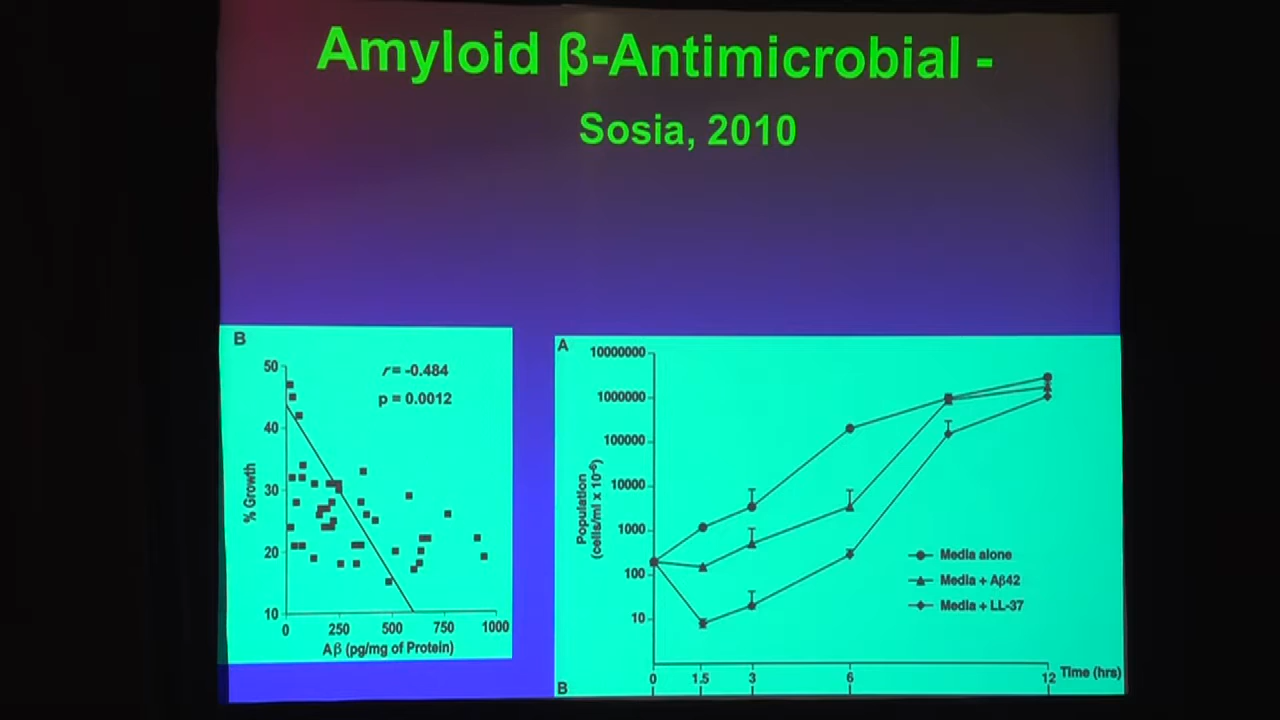 Amyloid β-Antimicrobial -
Sosia, 2010
B
r = -0.484
p = 0.0012
50
40
30
20
10
% Growth
0 250 500 750 1000
Aβ (pg/mg of Protein)
A
10000000
1000000
100000
10000
1000
100
10
Population
(cells/ml x 10⁻⁶)
Media alone
Media + Aβ42
Media + LL-37
0 1.5 3 6 12 Time (hrs)
B